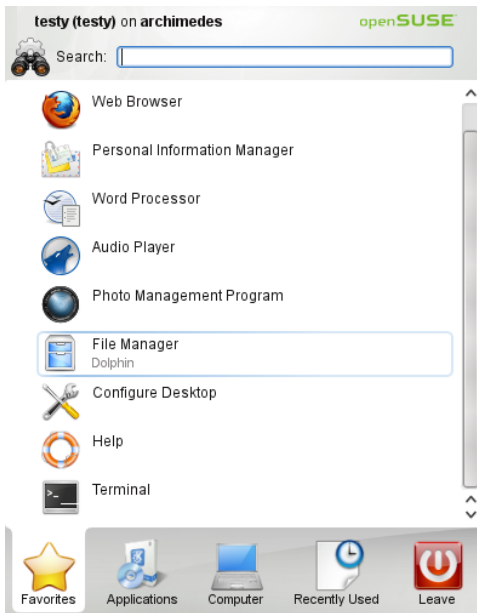 testy (testy) on archimedes openSUSE
Search:
Web Browser
Personal Information Manager
Word Processor
Audio Player
Photo Management Program
File Manager
Dolphin
Configure Desktop
Help
Terminal
Favorites Applications Computer Recently Used Leave